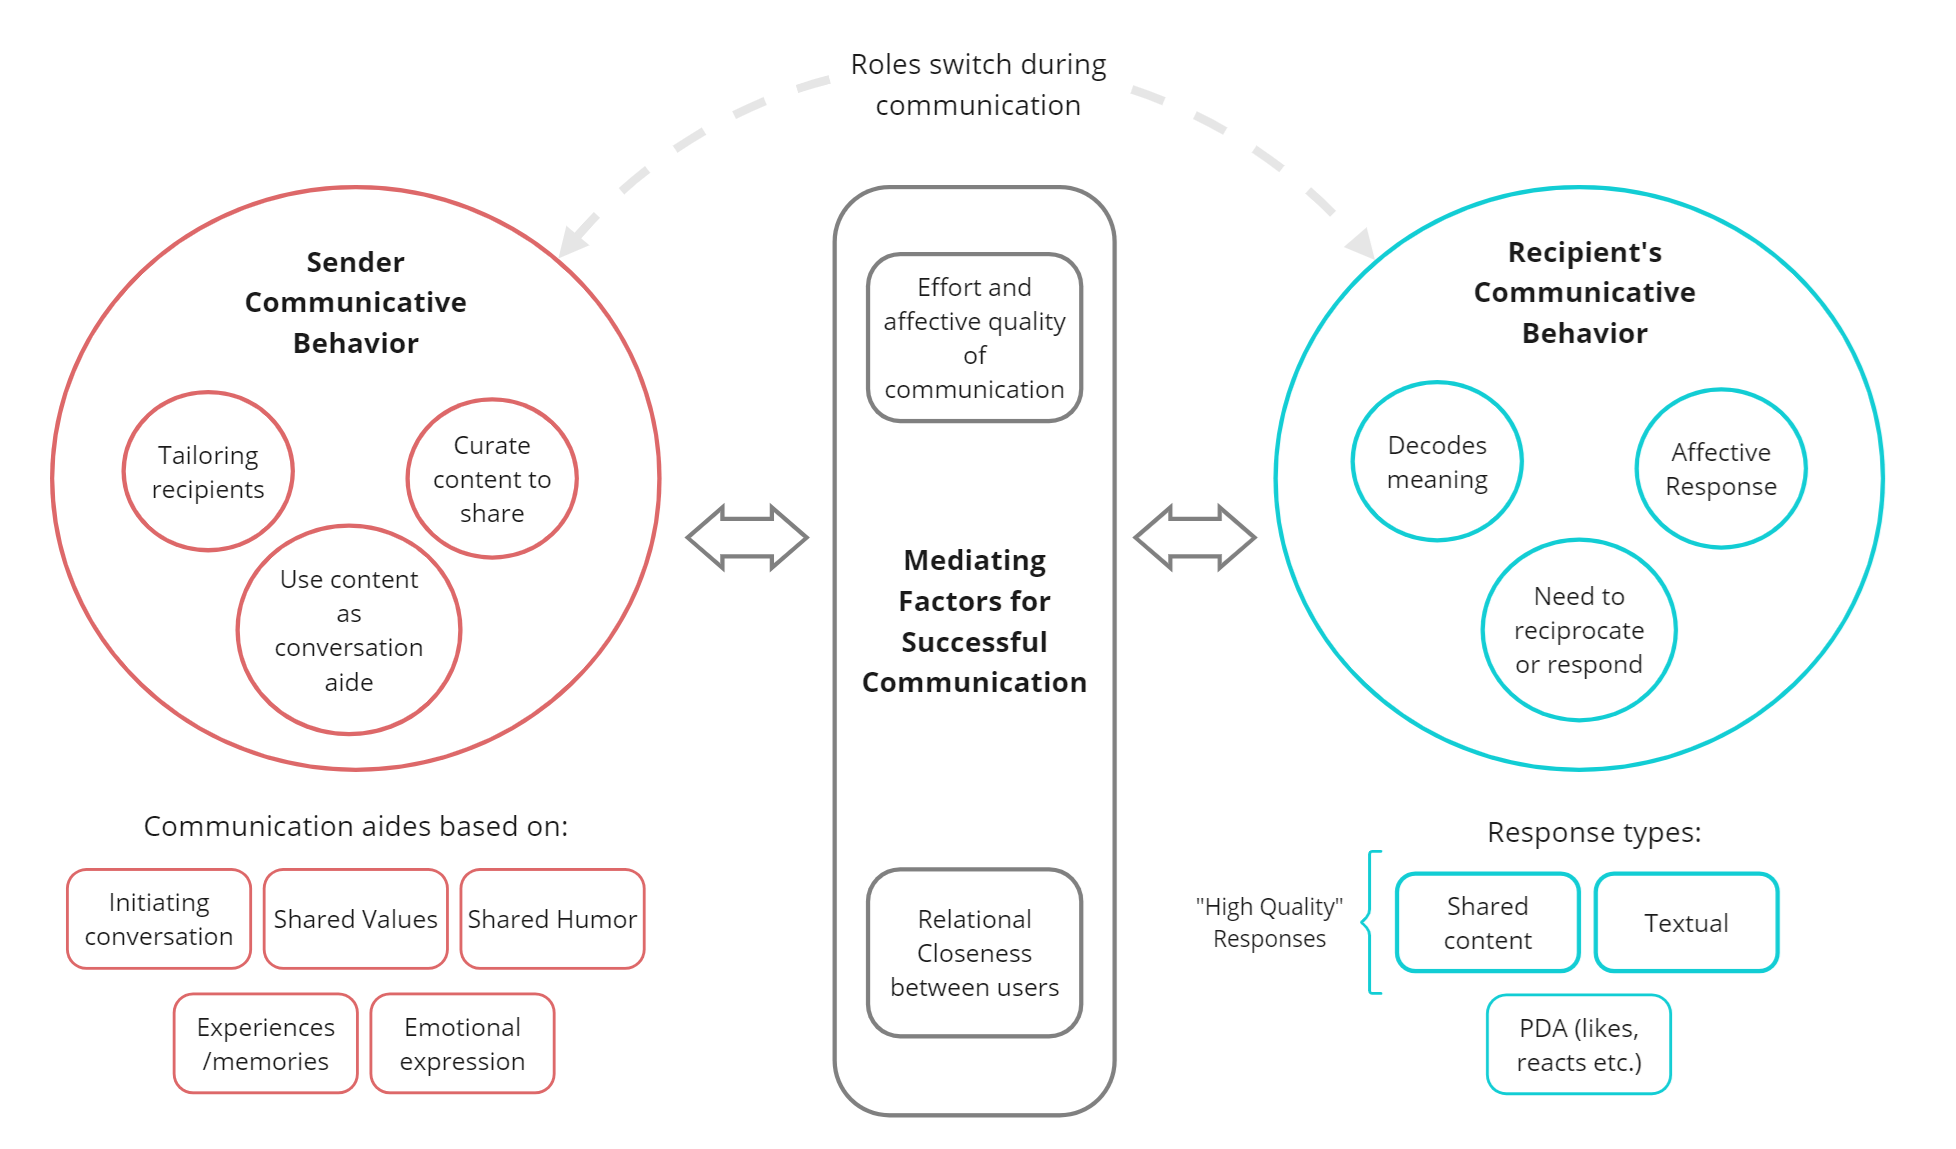 Roles switch during
communication
Sender
Communicative
Behavior
Tailoring
recipients
Curate
content to
share
Use content
as
conversation
aide
Communication aides based on:
Initiating
conversation
Shared Values
Shared Humor
Experiences
/memories
Emotional
expression
Effort and
affective quality
of
communication
Mediating
Factors for
Successful
Communication
Relational
Closeness
between users
Recipient's
Communicative
Behavior
Decodes
meaning
Affective
Response
Need to
reciprocate
or respond
Response types:
"High Quality"
Responses
Shared
content
Textual
PDA (likes,
reacts etc.)